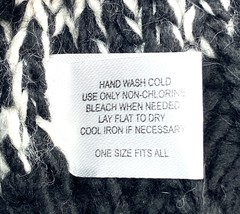 HAND WASH COLD
USE ONLY NON-CHLORINE
BLEACH WHEN NEEDED
LAY FLAT TO DRY
COOL IRON IF NECESSARY
ONE SIZE FITS ALL